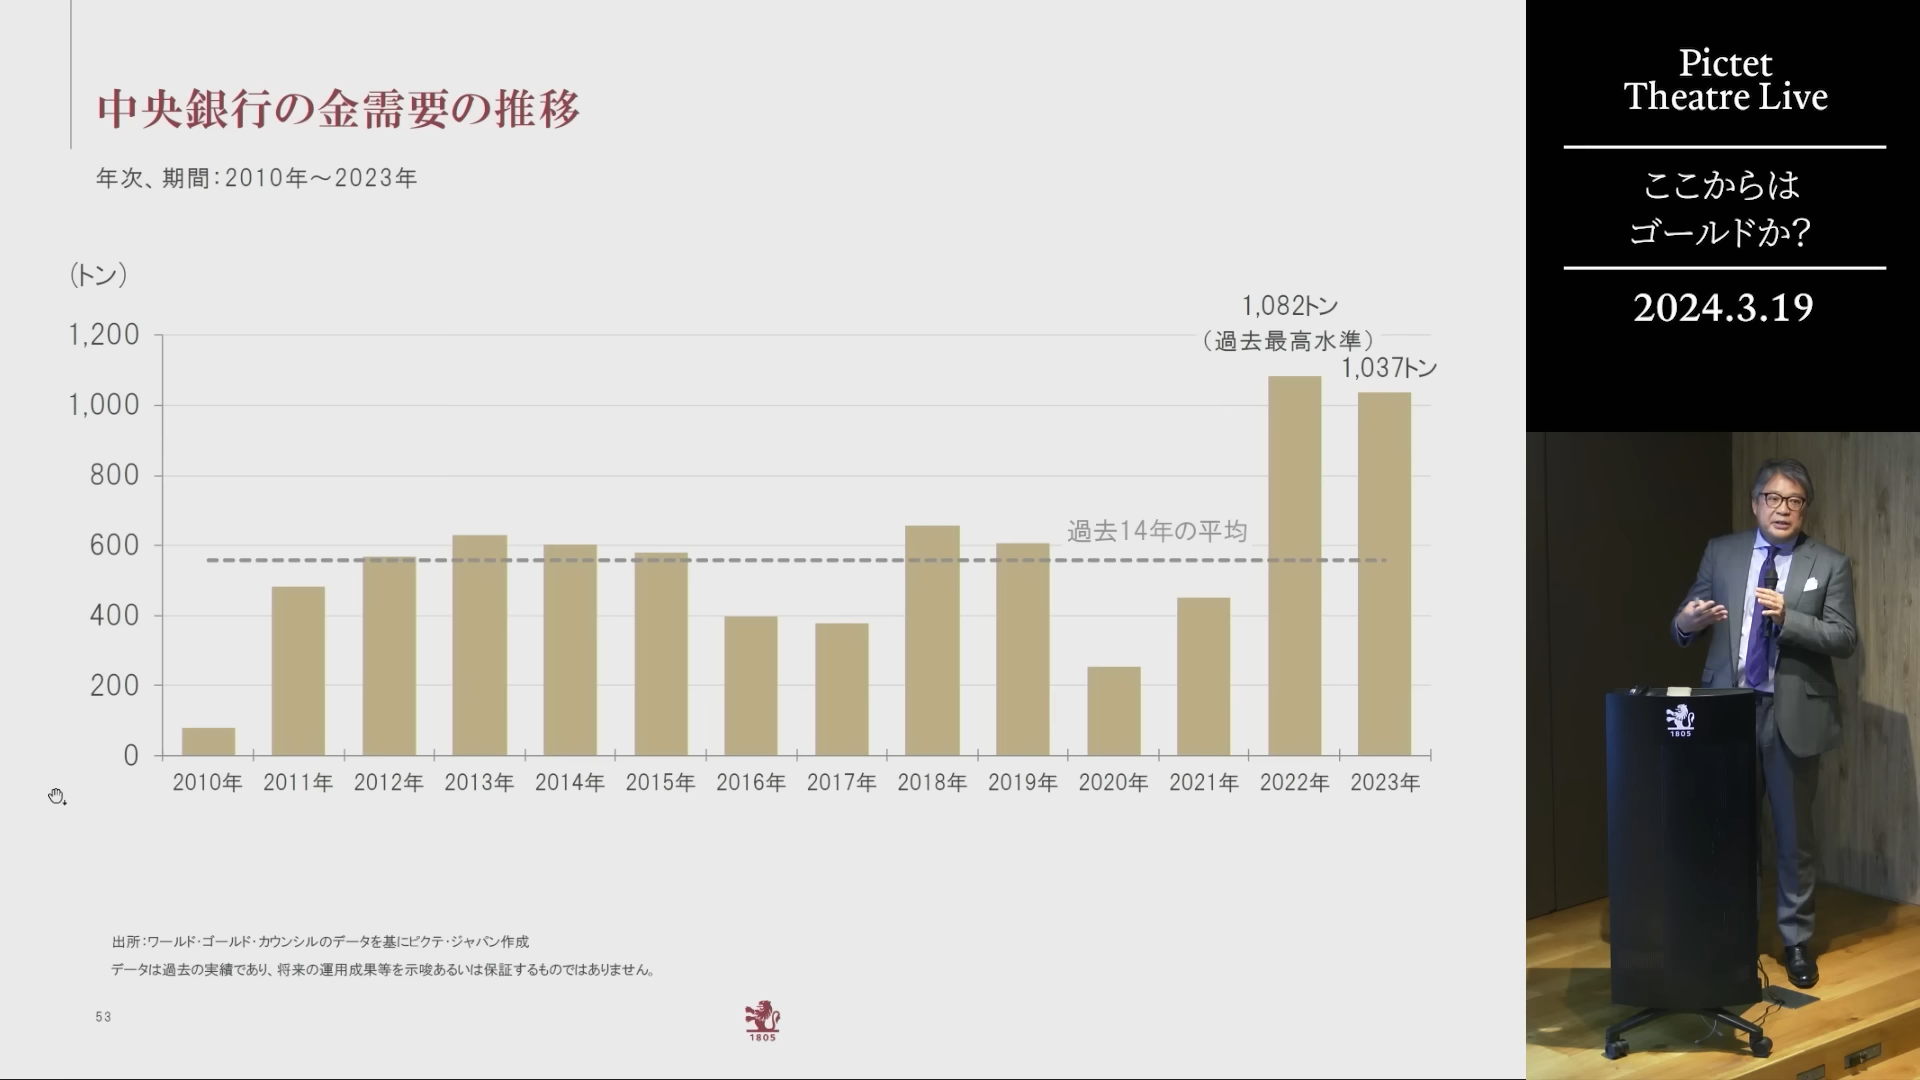 中央銀行の金需要の推移
年次、期間：2010年～2023年
（トン）
1,200
1,000
800
600
400
200
0
1,082トン
（過去最高水準）
1,037トン
過去14年の平均
2010年 2011年 2012年 2013年 2014年 2015年 2016年 2017年 2018年 2019年 2020年 2021年 2022年 2023年
出所：ワールド・ゴールド・カウンシルのデータを基にピクテ・ジャパン作成
データは過去の実績であり、将来の運用成果等を示唆あるいは保証するものではありません。
53
1805
Pictet
Theatre Live
ここからは
ゴールドか？
2024.3.19
1805